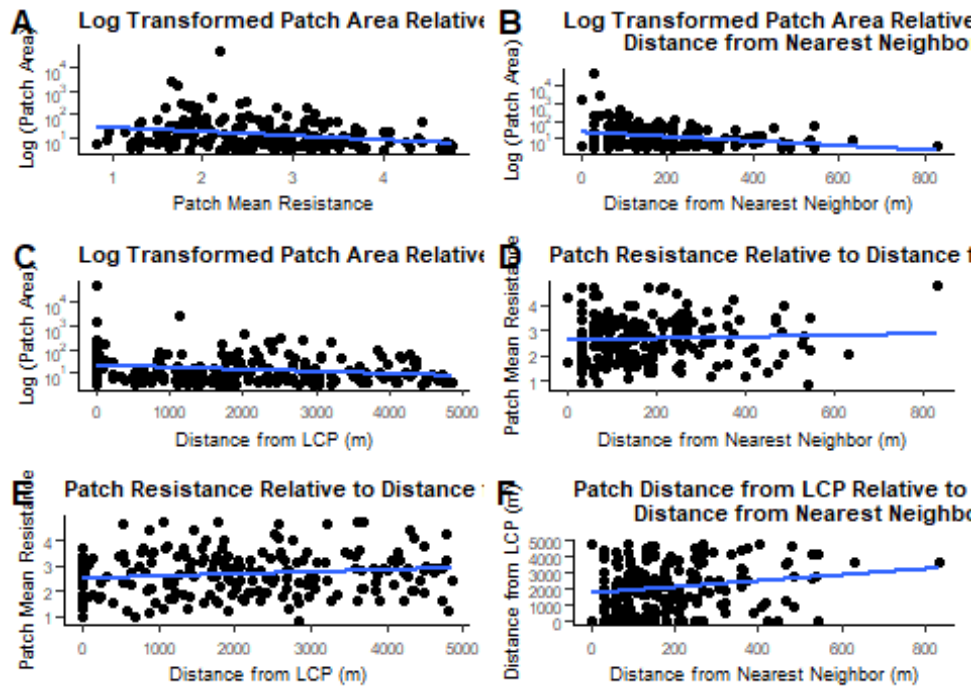 A
Log Transformed Patch Area Relative
Log (Patch Area)
10⁴
10³
10²
10¹
1 2 3 4
Patch Mean Resistance
B
Log Transformed Patch Area Relative
Distance from Nearest Neighbo
Log (Patch Area)
10⁴
10³
10²
10¹
0 200 400 600 800
Distance from Nearest Neighbor (m)
C
Log Transformed Patch Area Relative
Log (Patch Area)
10⁴
10³
10²
10¹
0 1000 2000 3000 4000 5000
Distance from LCP (m)
D
Patch Resistance Relative to Distance f
Patch Mean Resistance
4
3
2
1
0 200 400 600 800
Distance from Nearest Neighbor (m)
E
Patch Resistance Relative to Distance
Patch Mean Resistance
4
3
2
1
0 1000 2000 3000 4000 5000
Distance from LCP (m)
F
Patch Distance from LCP Relative to
Distance from Nearest Neighbo
Distance from LCP (m)
5000
4000
3000
2000
1000
0
0 200 400 600 800
Distance from Nearest Neighbor (m)